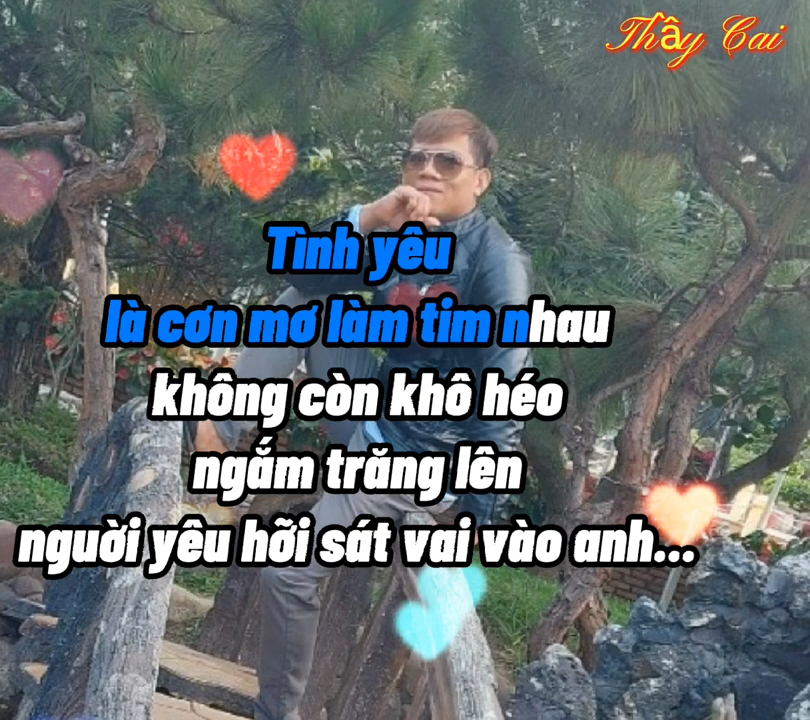 Thầy Cai
Tình yêu
là cơn mơ làm tim nhau
không còn khô héo
ngắm trăng lên
nguời yêu hỡi sát vai vào anh...